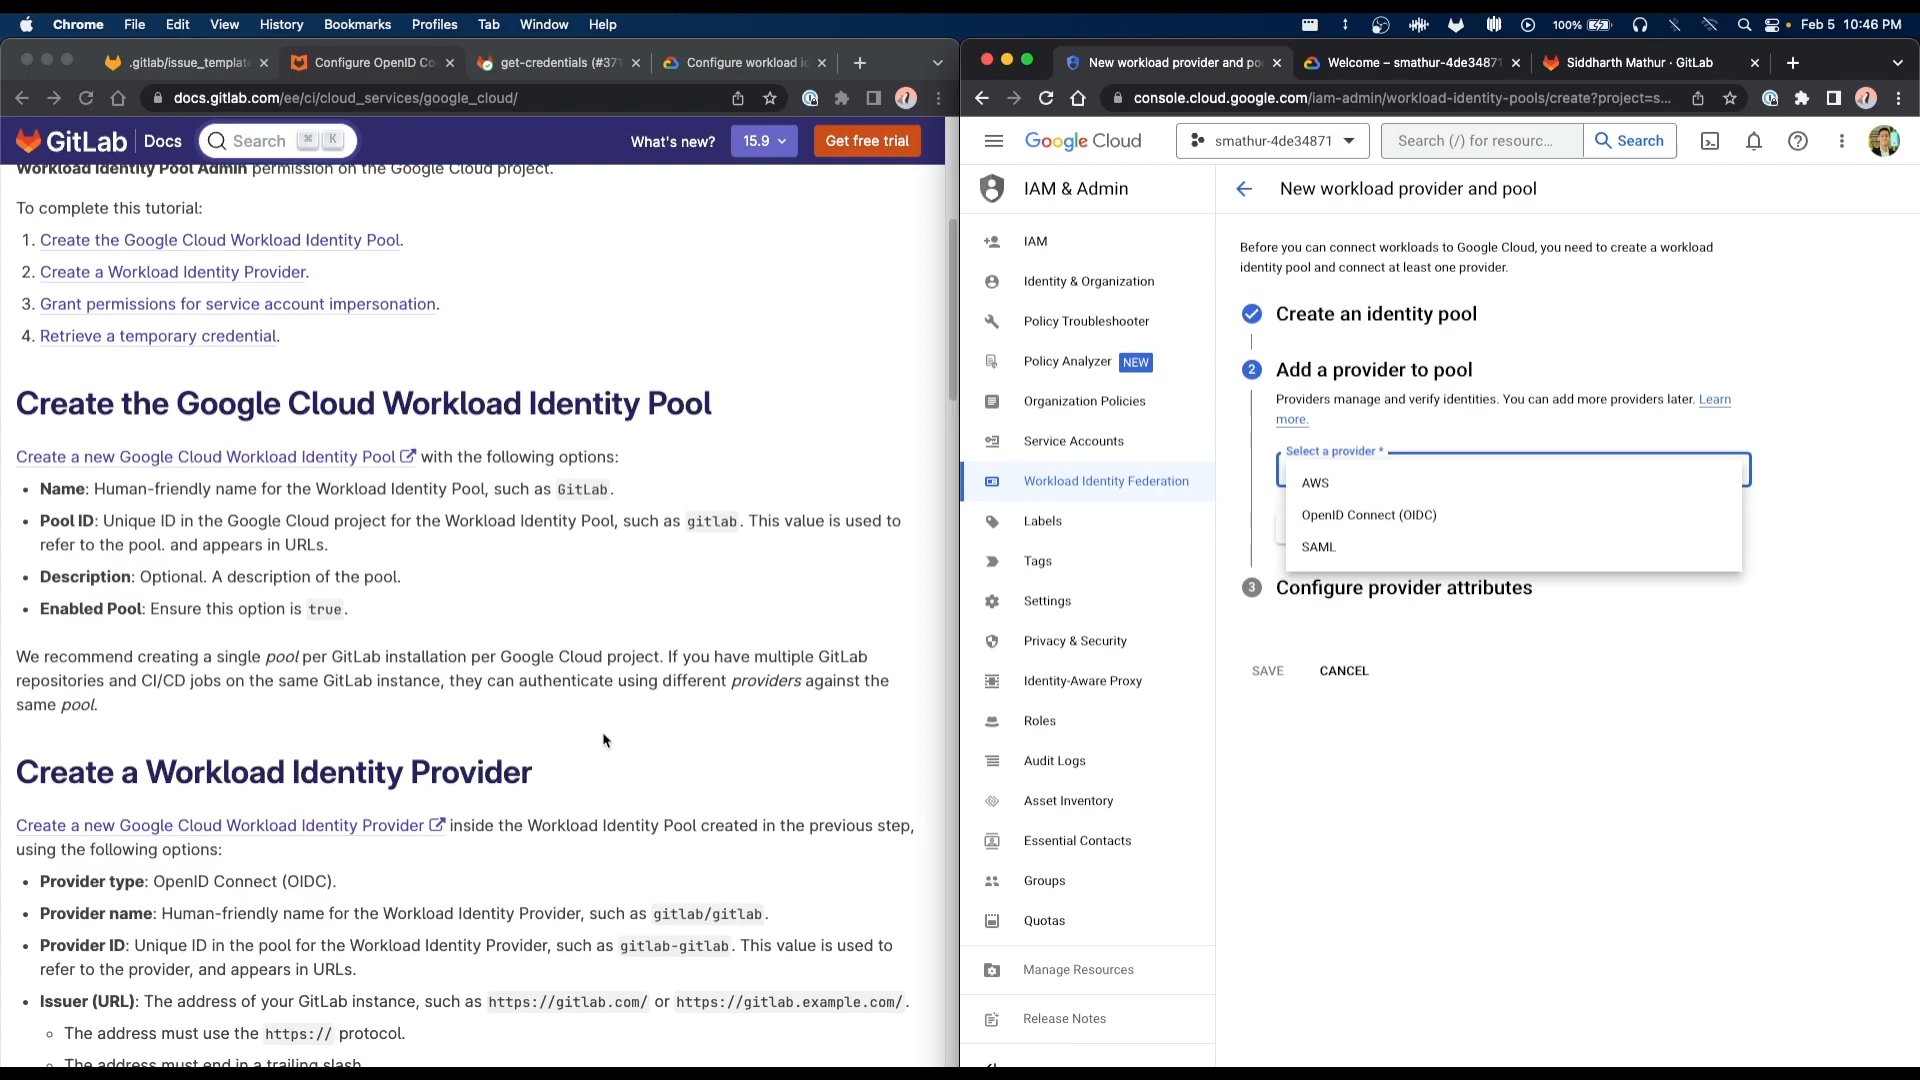 Chrome File Edit View History Bookmarks Profiles Tab Window Help
100% Feb 5 10:46 PM
.gitlab/issue_templat
Configure OpenID Co
get-credentials (#37
Configure workload i
docs.gitlab.com/ee/ci/cloud_services/google_cloud/
GitLab Docs Search ⌘ K What's new? 15.9 Get free trial
Workload Identity Pool Admin permission on the Google Cloud project.
To complete this tutorial:
1. Create the Google Cloud Workload Identity Pool.
2. Create a Workload Identity Provider.
3. Grant permissions for service account impersonation.
4. Retrieve a temporary credential.
Create the Google Cloud Workload Identity Pool
Create a new Google Cloud Workload Identity Pool with the following options:
• Name: Human-friendly name for the Workload Identity Pool, such as GitLab.
• Pool ID: Unique ID in the Google Cloud project for the Workload Identity Pool, such as gitlab. This value is used to
refer to the pool. and appears in URLs.
• Description: Optional. A description of the pool.
• Enabled Pool: Ensure this option is true.
We recommend creating a single pool per GitLab installation per Google Cloud project. If you have multiple GitLab
repositories and CI/CD jobs on the same GitLab instance, they can authenticate using different providers against the
same pool.
Create a Workload Identity Provider
Create a new Google Cloud Workload Identity Provider inside the Workload Identity Pool created in the previous step,
using the following options:
• Provider type: OpenID Connect (OIDC).
• Provider name: Human-friendly name for the Workload Identity Provider, such as gitlab/gitlab.
• Provider ID: Unique ID in the pool for the Workload Identity Provider, such as gitlab-gitlab. This value is used to
refer to the provider, and appears in URLs.
• Issuer (URL): The address of your GitLab instance, such as https://gitlab.com/ or https://gitlab.example.com/.
◦ The address must use the https:// protocol.
◦ The address must end in a trailing slash.
New workload provider and po
Welcome – smathur-4de3487
Siddharth Mathur · GitLab
console.cloud.google.com/iam-admin/workload-identity-pools/create?project=s...
Google Cloud smathur-4de34871 Search (/) for resourc... Search
IAM & Admin
IAM
Identity & Organization
Policy Troubleshooter
Policy Analyzer NEW
Organization Policies
Service Accounts
Workload Identity Federation
Labels
Tags
Settings
Privacy & Security
Identity-Aware Proxy
Roles
Audit Logs
Asset Inventory
Essential Contacts
Groups
Quotas
Manage Resources
Release Notes
New workload provider and pool
Before you can connect workloads to Google Cloud, you need to create a workload
identity pool and connect at least one provider.
Create an identity pool
2 Add a provider to pool
Providers manage and verify identities. You can add more providers later. Learn
more.
Select a provider *
AWS
OpenID Connect (OIDC)
SAML
3 Configure provider attributes
SAVE CANCEL